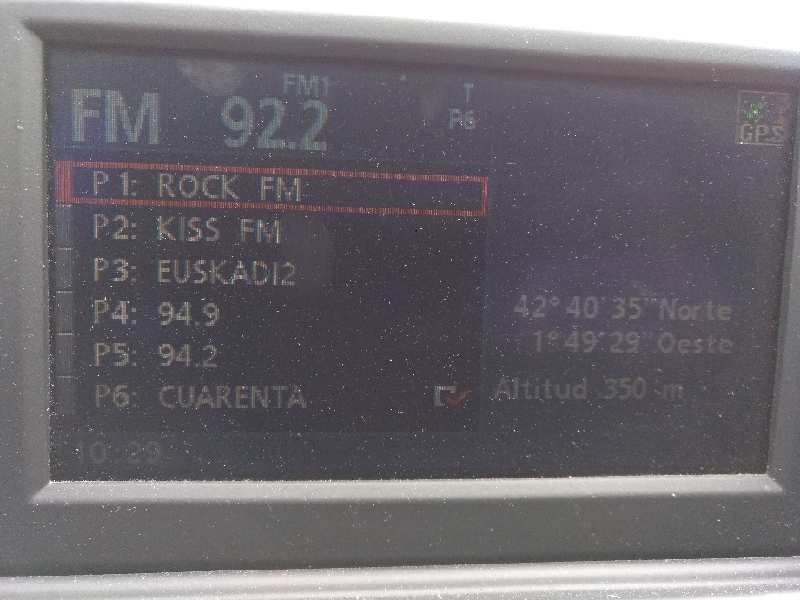 FM1
FM 92.2
T
P6
GPS
P1: ROCK FM
P2: KISS FM
P3: EUSKADI2
P4: 94.9
P5: 94.2
P6: CUARENTA
42°40'35"Norte
1°49'29"Oeste
Altitud 350 m